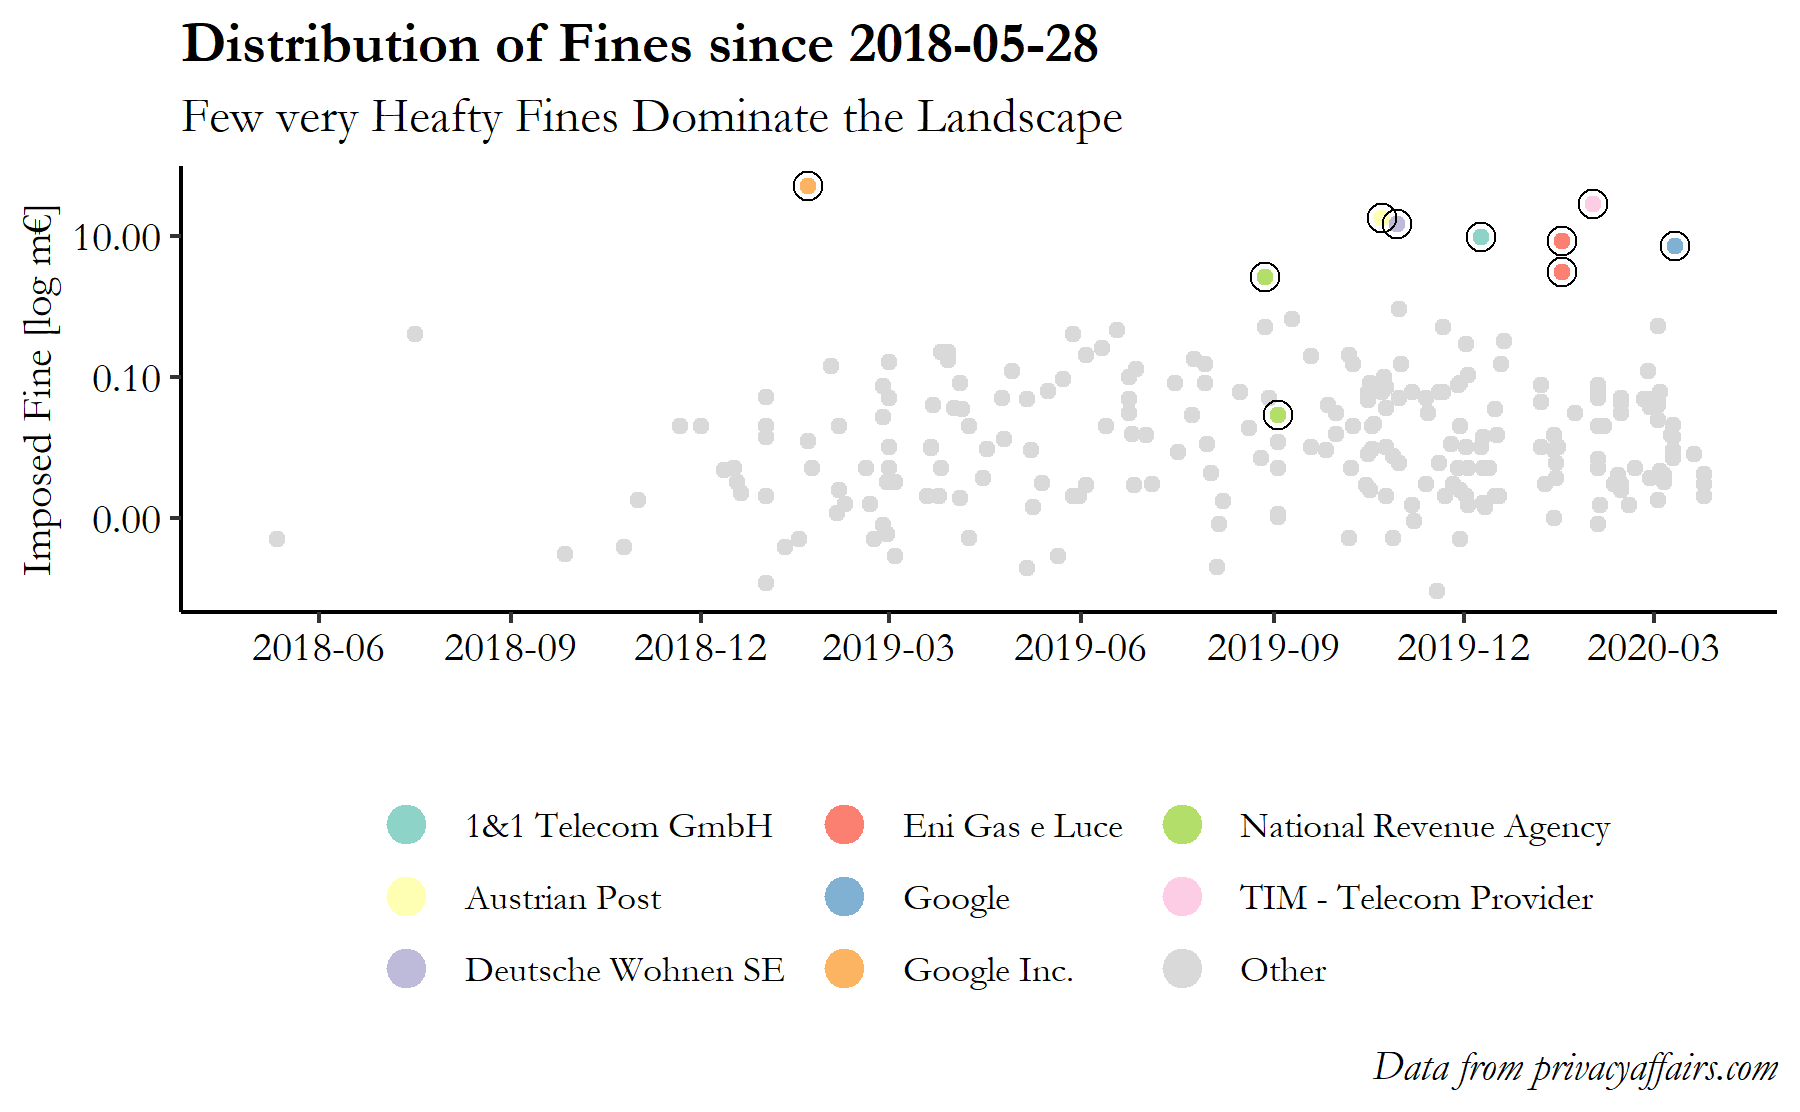 Distribution of Fines since 2018-05-28
Few very Heafty Fines Dominate the Landscape
Imposed Fine [log m€]
10.00
0.10
0.00
2018-06 2018-09 2018-12 2019-03 2019-06 2019-09 2019-12 2020-03
1&1 Telecom GmbH Eni Gas e Luce National Revenue Agency
Austrian Post Google TIM - Telecom Provider
Deutsche Wohnen SE Google Inc. Other
Data from privacyaffairs.com